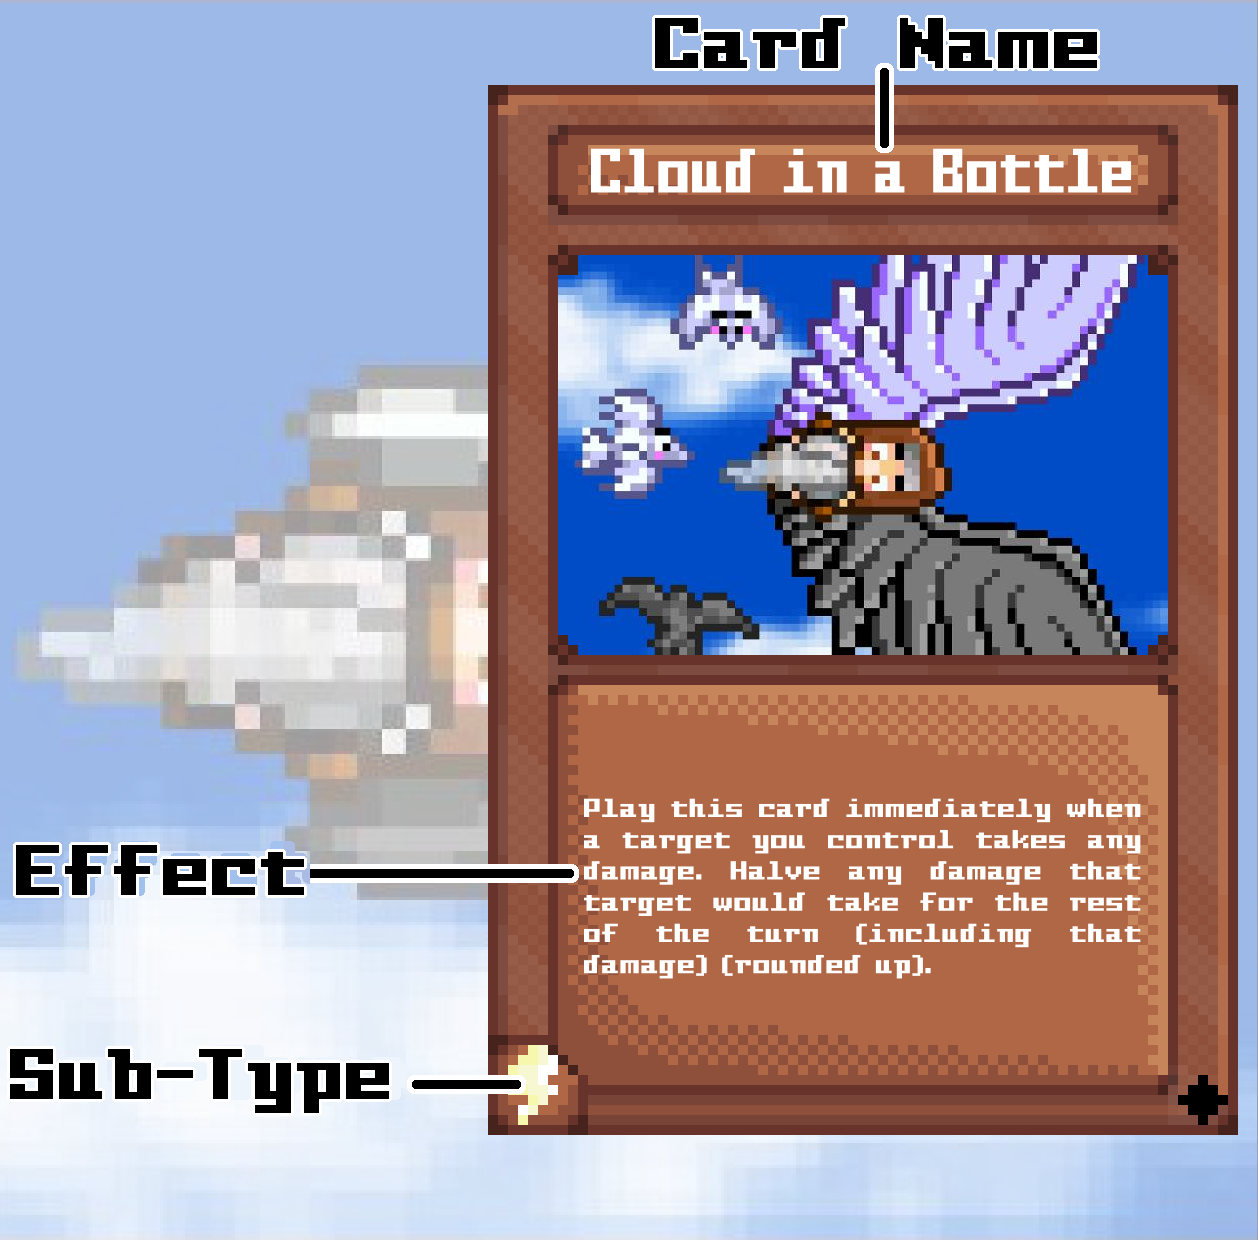 Card Name
Cloud in a Bottle
Play this card immediately when
a target you control takes any
damage. Halve any damage that
target would take for the rest
of the turn (including that
damage) (rounded up).
Effect
Sub-Type